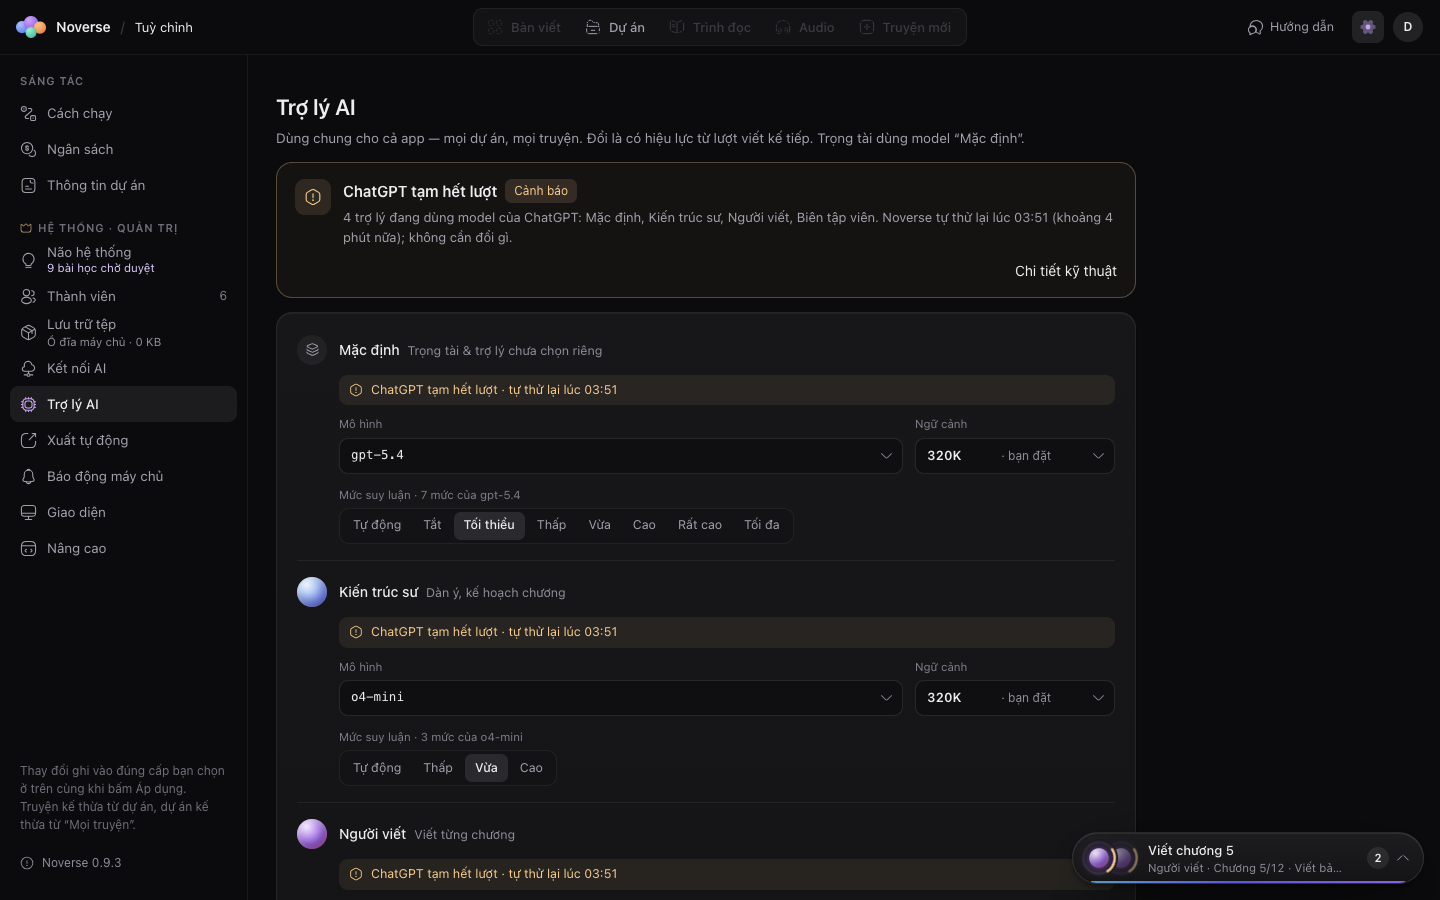 Noverse / Tuỳ chỉnh
Bàn viết
Dự án
Trình đọc
Audio
Truyện mới
Hướng dẫn
D
SÁNG TÁC
Cách chạy
Ngân sách
Thông tin dự án
HỆ THỐNG · QUẢN TRỊ
Não hệ thống
9 bài học chờ duyệt
Thành viên 6
Lưu trữ tệp
Ổ đĩa máy chủ · 0 KB
Kết nối AI
Trợ lý AI
Xuất tự động
Báo động máy chủ
Giao diện
Nâng cao
Thay đổi ghi vào đúng cấp bạn chọn
ở trên cùng khi bấm Áp dụng.
Truyện kế thừa từ dự án, dự án kế
thừa từ “Mọi truyện”.
Noverse 0.9.3
Trợ lý AI
Dùng chung cho cả app — mọi dự án, mọi truyện. Đổi là có hiệu lực từ lượt viết kế tiếp. Trọng tài dùng model “Mặc định”.
ChatGPT tạm hết lượt Cảnh báo
4 trợ lý đang dùng model của ChatGPT: Mặc định, Kiến trúc sư, Người viết, Biên tập viên. Noverse tự thử lại lúc 03:51 (khoảng 4
phút nữa); không cần đổi gì.
Chi tiết kỹ thuật
Mặc định Trọng tài & trợ lý chưa chọn riêng
ChatGPT tạm hết lượt · tự thử lại lúc 03:51
Mô hình
Ngữ cảnh
gpt-5.4
320K · bạn đặt
Mức suy luận · 7 mức của gpt-5.4
Tự động Tắt Tối thiểu Thấp Vừa Cao Rất cao Tối đa
Kiến trúc sư Dàn ý, kế hoạch chương
ChatGPT tạm hết lượt · tự thử lại lúc 03:51
Mô hình
Ngữ cảnh
o4-mini
320K · bạn đặt
Mức suy luận · 3 mức của o4-mini
Tự động Thấp Vừa Cao
Người viết Viết từng chương
ChatGPT tạm hết lượt · tự thử lại lúc 03:51
Viết chương 5
Người viết · Chương 5/12 · Viết bả...
2